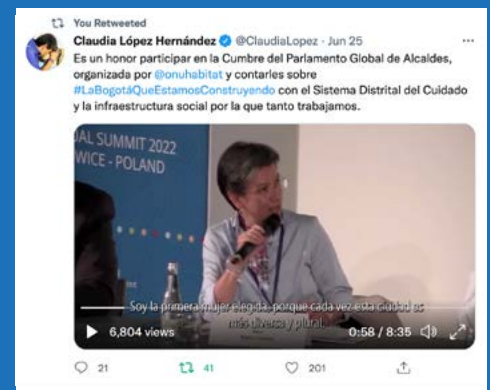 You Retweeted
Claudia López Hernández @ClaudiaLopez · Jun 25
Es un honor participar en la Cumbre del Parlamento Global de Alcaldes,
organizada por @onuhabitat y contarles sobre
#LaBogotáQueEstamosConstruyendo con el Sistema Distrital del Cuidado
y la infraestructura social por la que tanto trabajamos.
AL SUMMIT 2022
WICE - POLAND
Soy la primera mujer elegida, porque cada vez esta ciudad es
más diversa y plural,
6,804 views
0:58 / 8:35
21
41
201